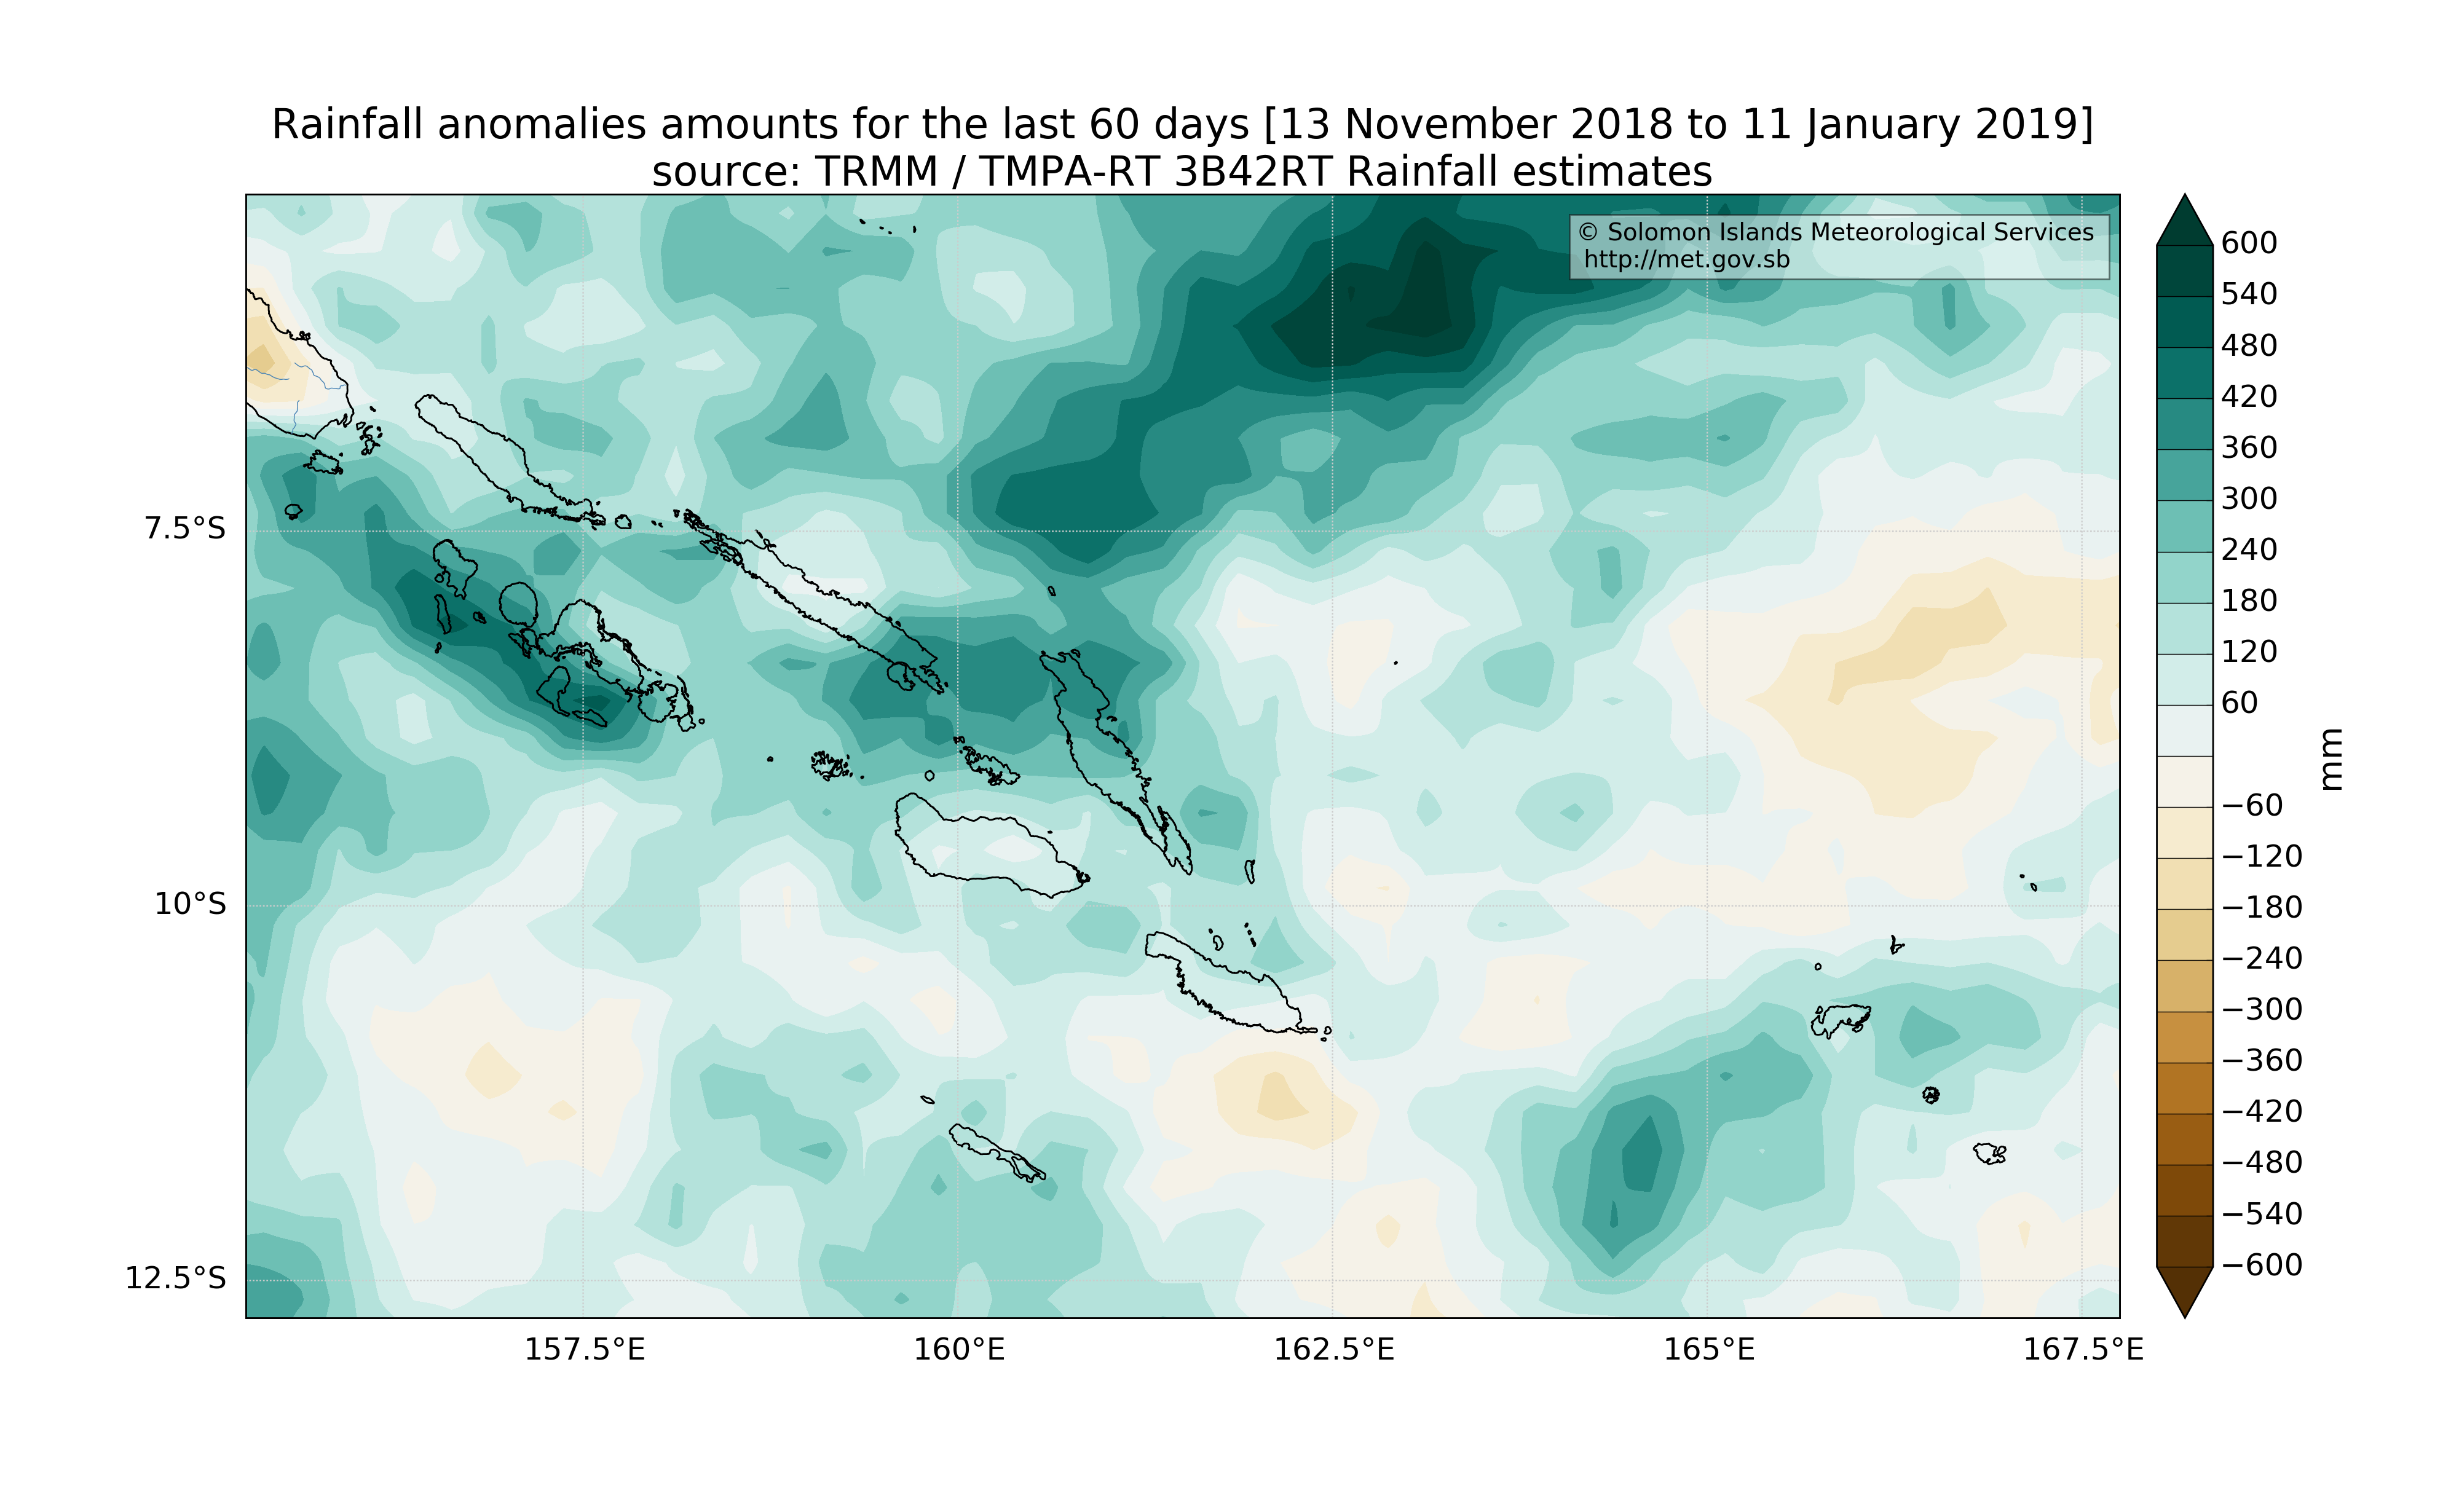 Rainfall anomalies amounts for the last 60 days [13 November 2018 to 11 January 2019]
source: TRMM / TMPA-RT 3B42RT Rainfall estimates
© Solomon Islands Meteorological Services
http://met.gov.sb
7.5°S
10°S
12.5°S
157.5°E
160°E
162.5°E
165°E
167.5°E
600
540
480
420
360
300
240
180
120
60
−60
−120
−180
−240
−300
−360
−420
−480
−540
−600
mm